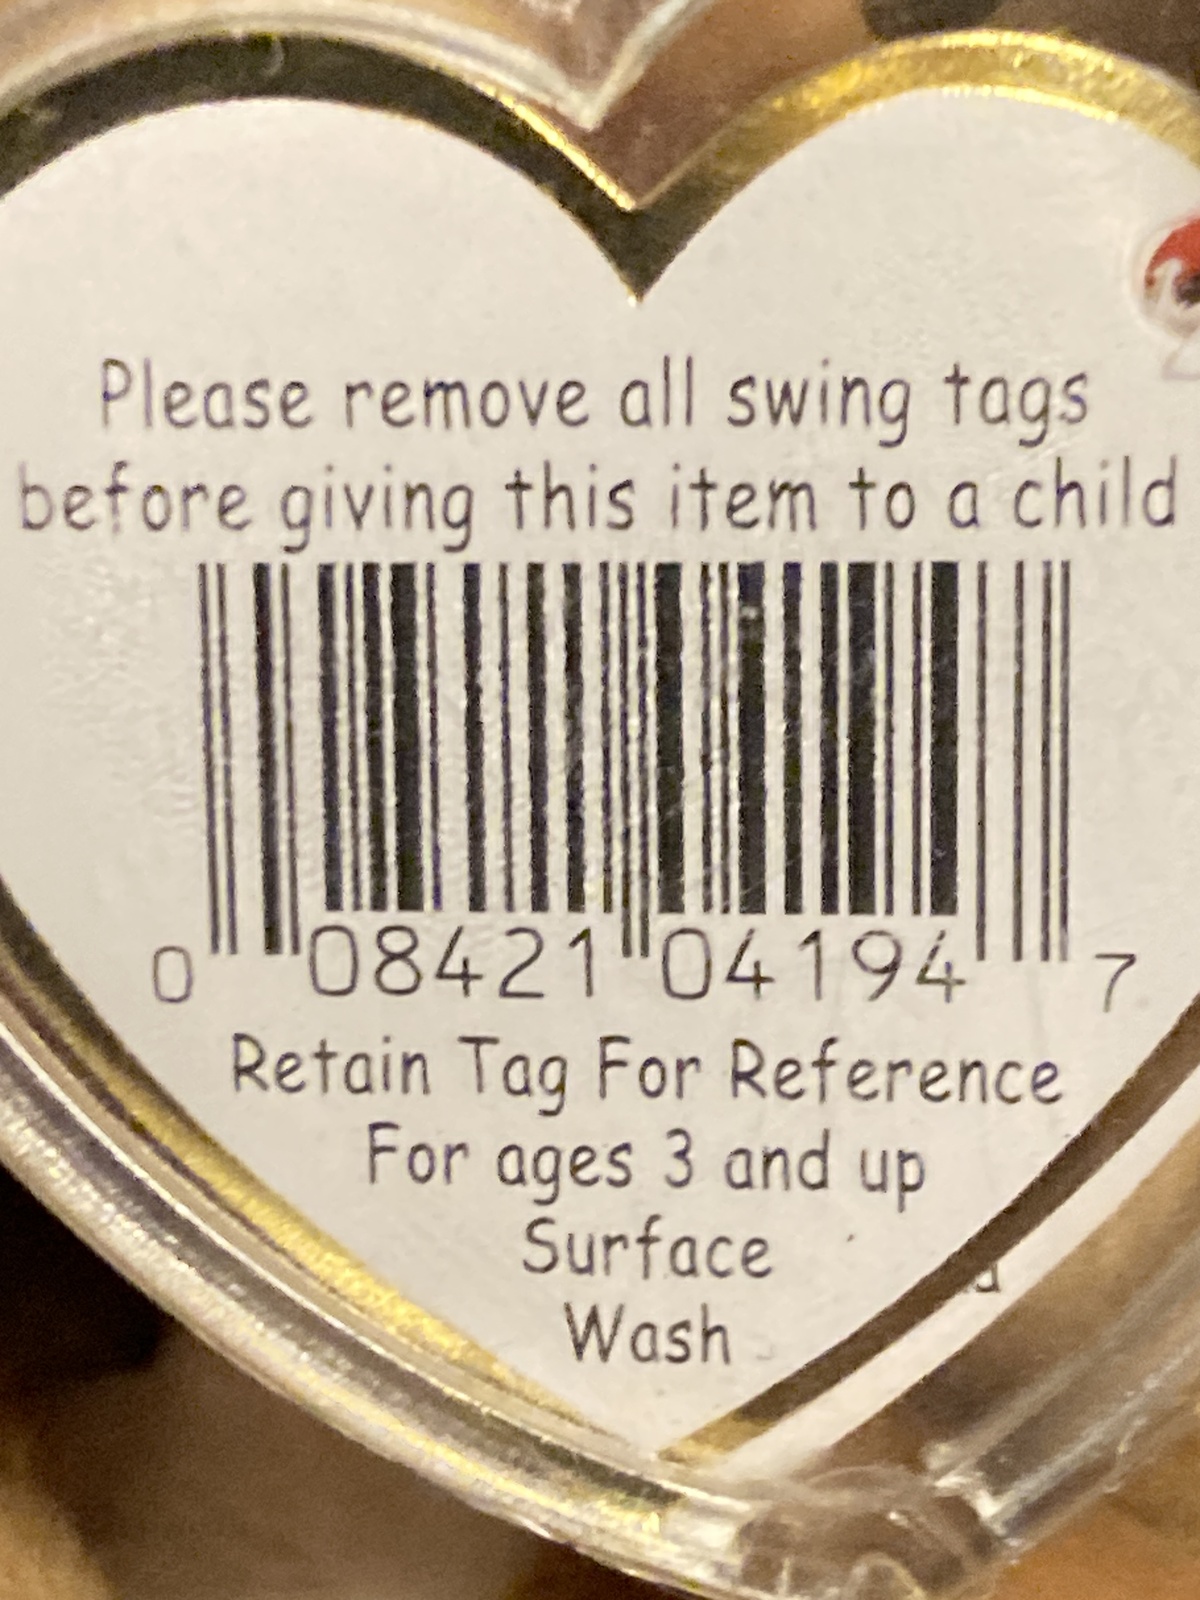 Please remove all swing tags
before giving this item to a child
0 08421 04194 7
Retain Tag For Reference
For ages 3 and up
Surface
Wash